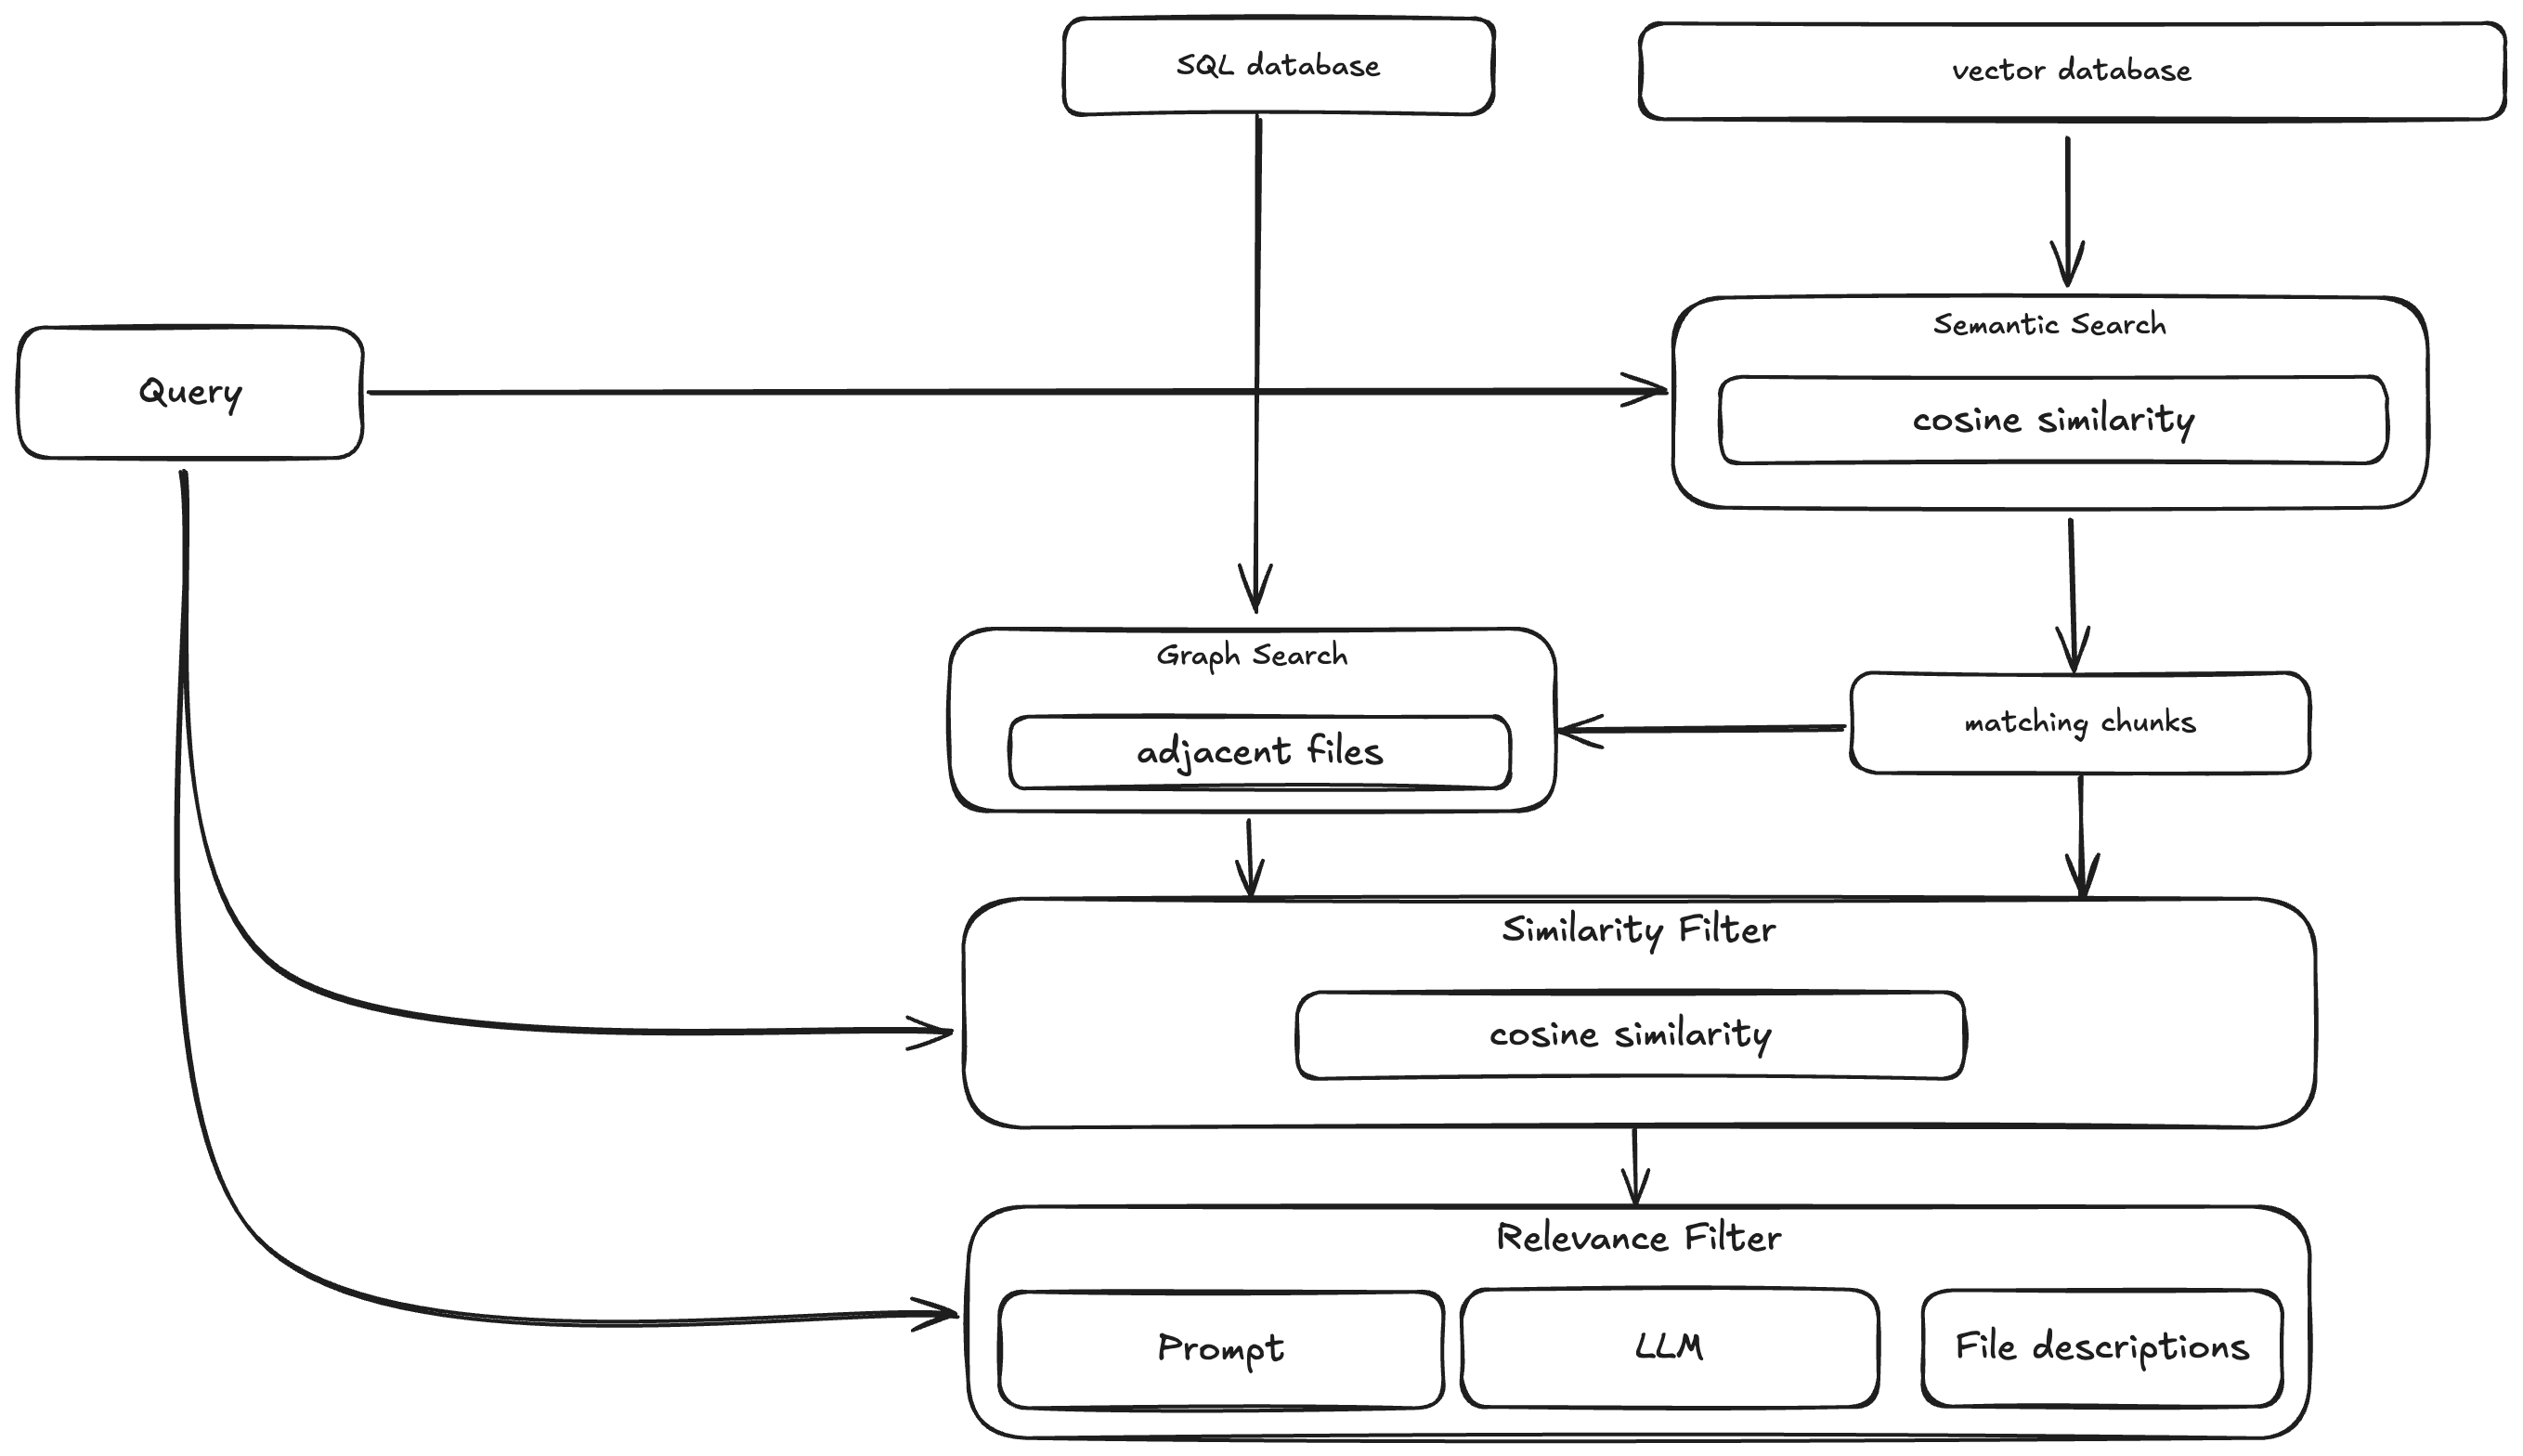 SQL database
vector database
Semantic Search
Query
cosine similarity
Graph Search
matching chunks
adjacent files
Similarity Filter
cosine similarity
Relevance Filter
Prompt
LLM
File descriptions